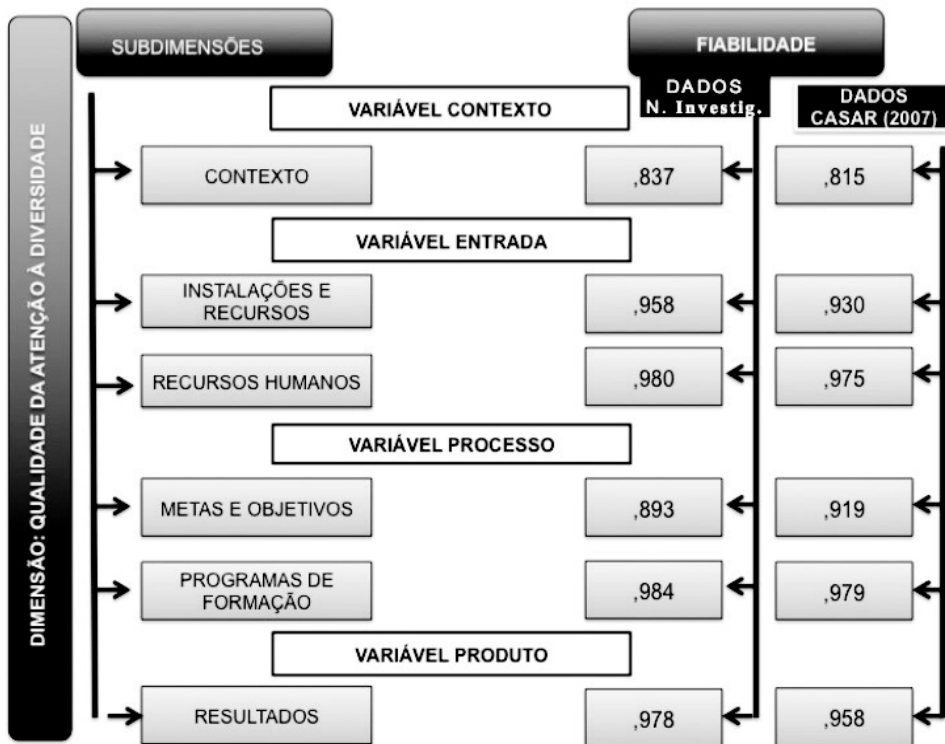 DIMENSÃO: QUALIDADE DA ATENÇÃO À DIVERSIDADE
SUBDIMENSÕES
FIABILIDADE
DADOS
N. Investig.
DADOS
CASAR (2007)
VARIÁVEL CONTEXTO
CONTEXTO
,837
,815
VARIÁVEL ENTRADA
INSTALAÇÕES E
RECURSOS
,958
,930
RECURSOS HUMANOS
,980
,975
VARIÁVEL PROCESSO
METAS E OBJETIVOS
,893
,919
PROGRAMAS DE
FORMAÇÃO
,984
,979
VARIÁVEL PRODUTO
RESULTADOS
,978
,958